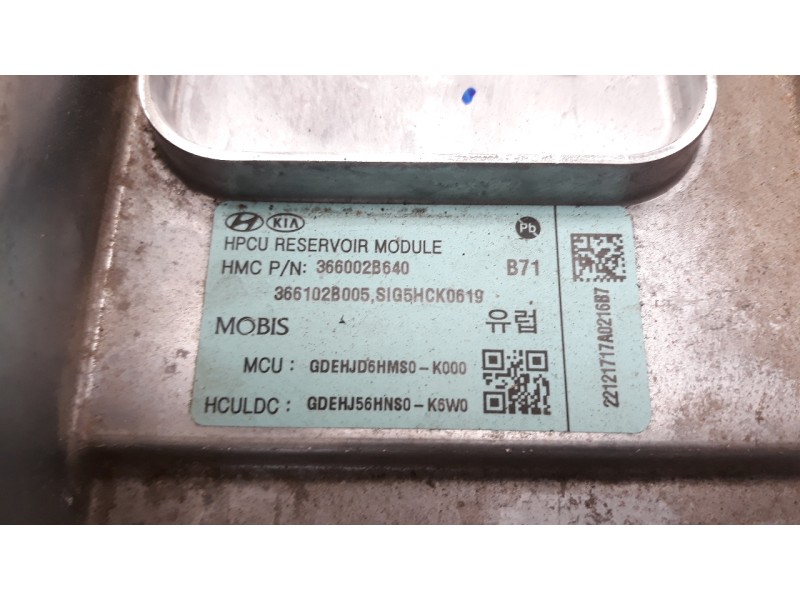 KIA Pb
HPCU RESERVOIR MODULE
HMC P/N: 366002B640 B71
366102B005,SIG5HCK0619
MOBIS 유럽
MCU : GDEHJD6HMS0-K000
HCULDC : GDEHJ56HNS0-K6W0
22121717A0216B7